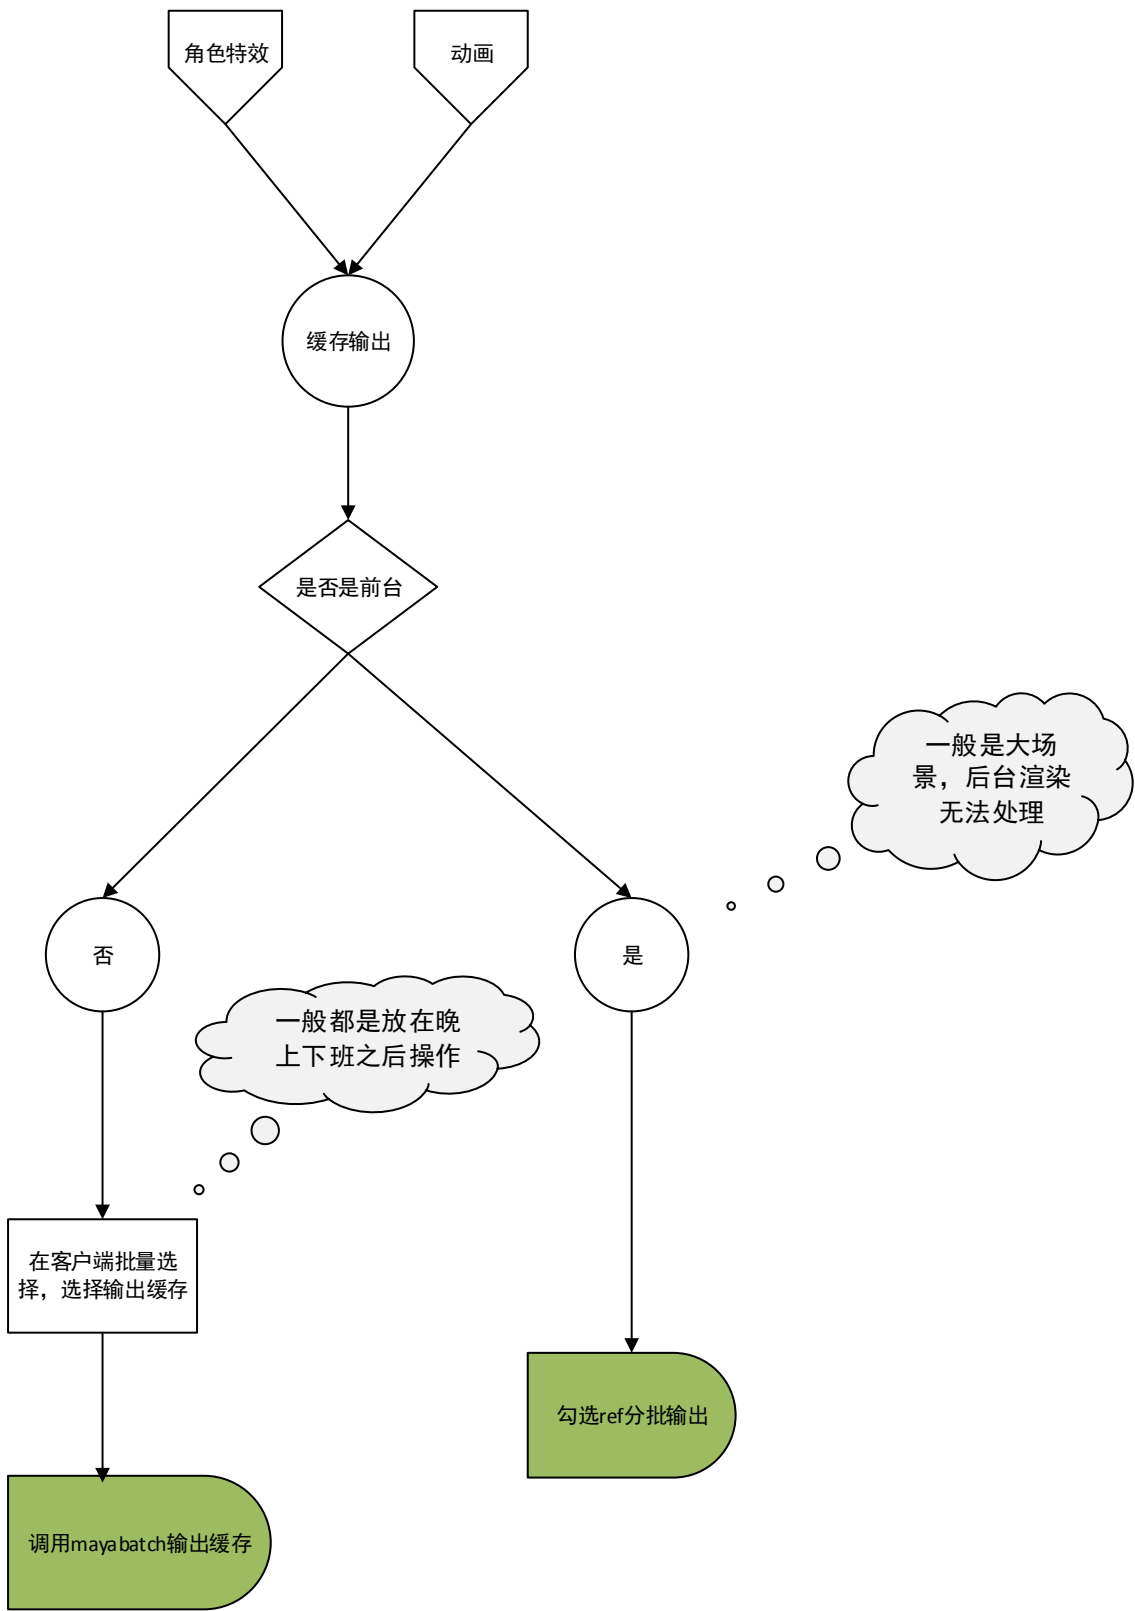 角色特效
动画
缓存输出
是否是前台
一般是大场
景，后台渲染
无法处理
否
是
一般都是放在晚
上下班之后操作
在客户端批量选
择，选择输出缓存
勾选ref分批输出
调用mayabatch输出缓存